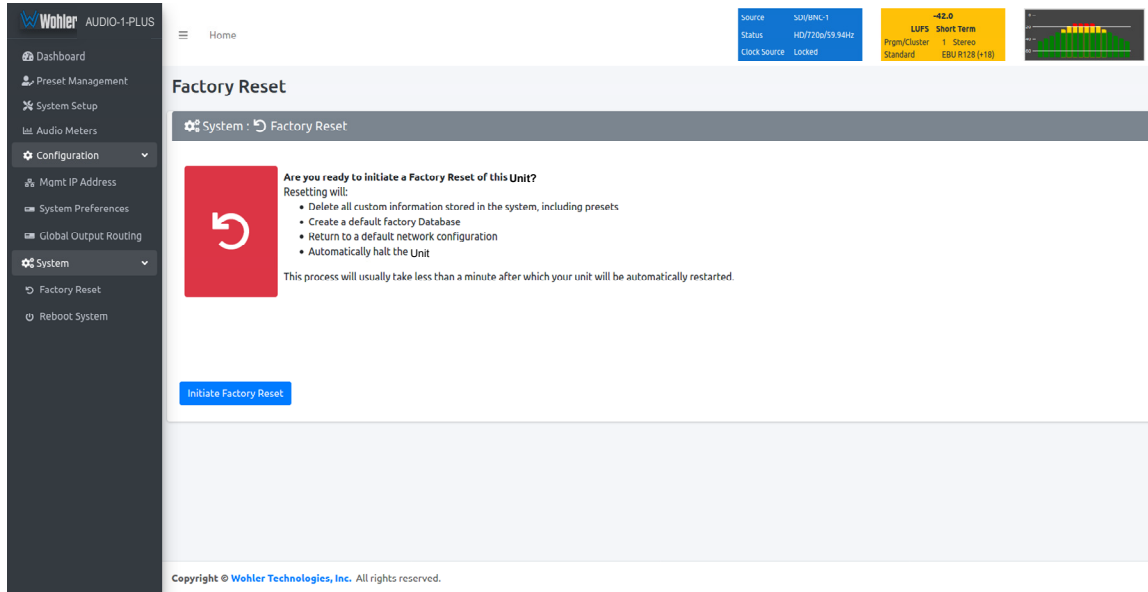 Wohler AUDIO-1-PLUS
Dashboard
Preset Management
System Setup
Audio Meters
Configuration
Mgmt IP Address
System Preferences
Global Output Routing
System
Factory Reset
Reboot System
Home
Source SDI/BNC-1
Status HD/720p/59.94Hz
Clock Source Locked
-42.0
LUFS Short Term
Prgm/Cluster 1 Stereo
Standard EBU R128 (+18)
Factory Reset
System : Factory Reset
Are you ready to initiate a Factory Reset of this Unit?
Resetting will:
• Delete all custom information stored in the system, including presets
• Create a default factory Database
• Return to a default network configuration
• Automatically halt the Unit
This process will usually take less than a minute after which your unit will be automatically restarted.
Initiate Factory Reset
Copyright © Wohler Technologies, Inc. All rights reserved.